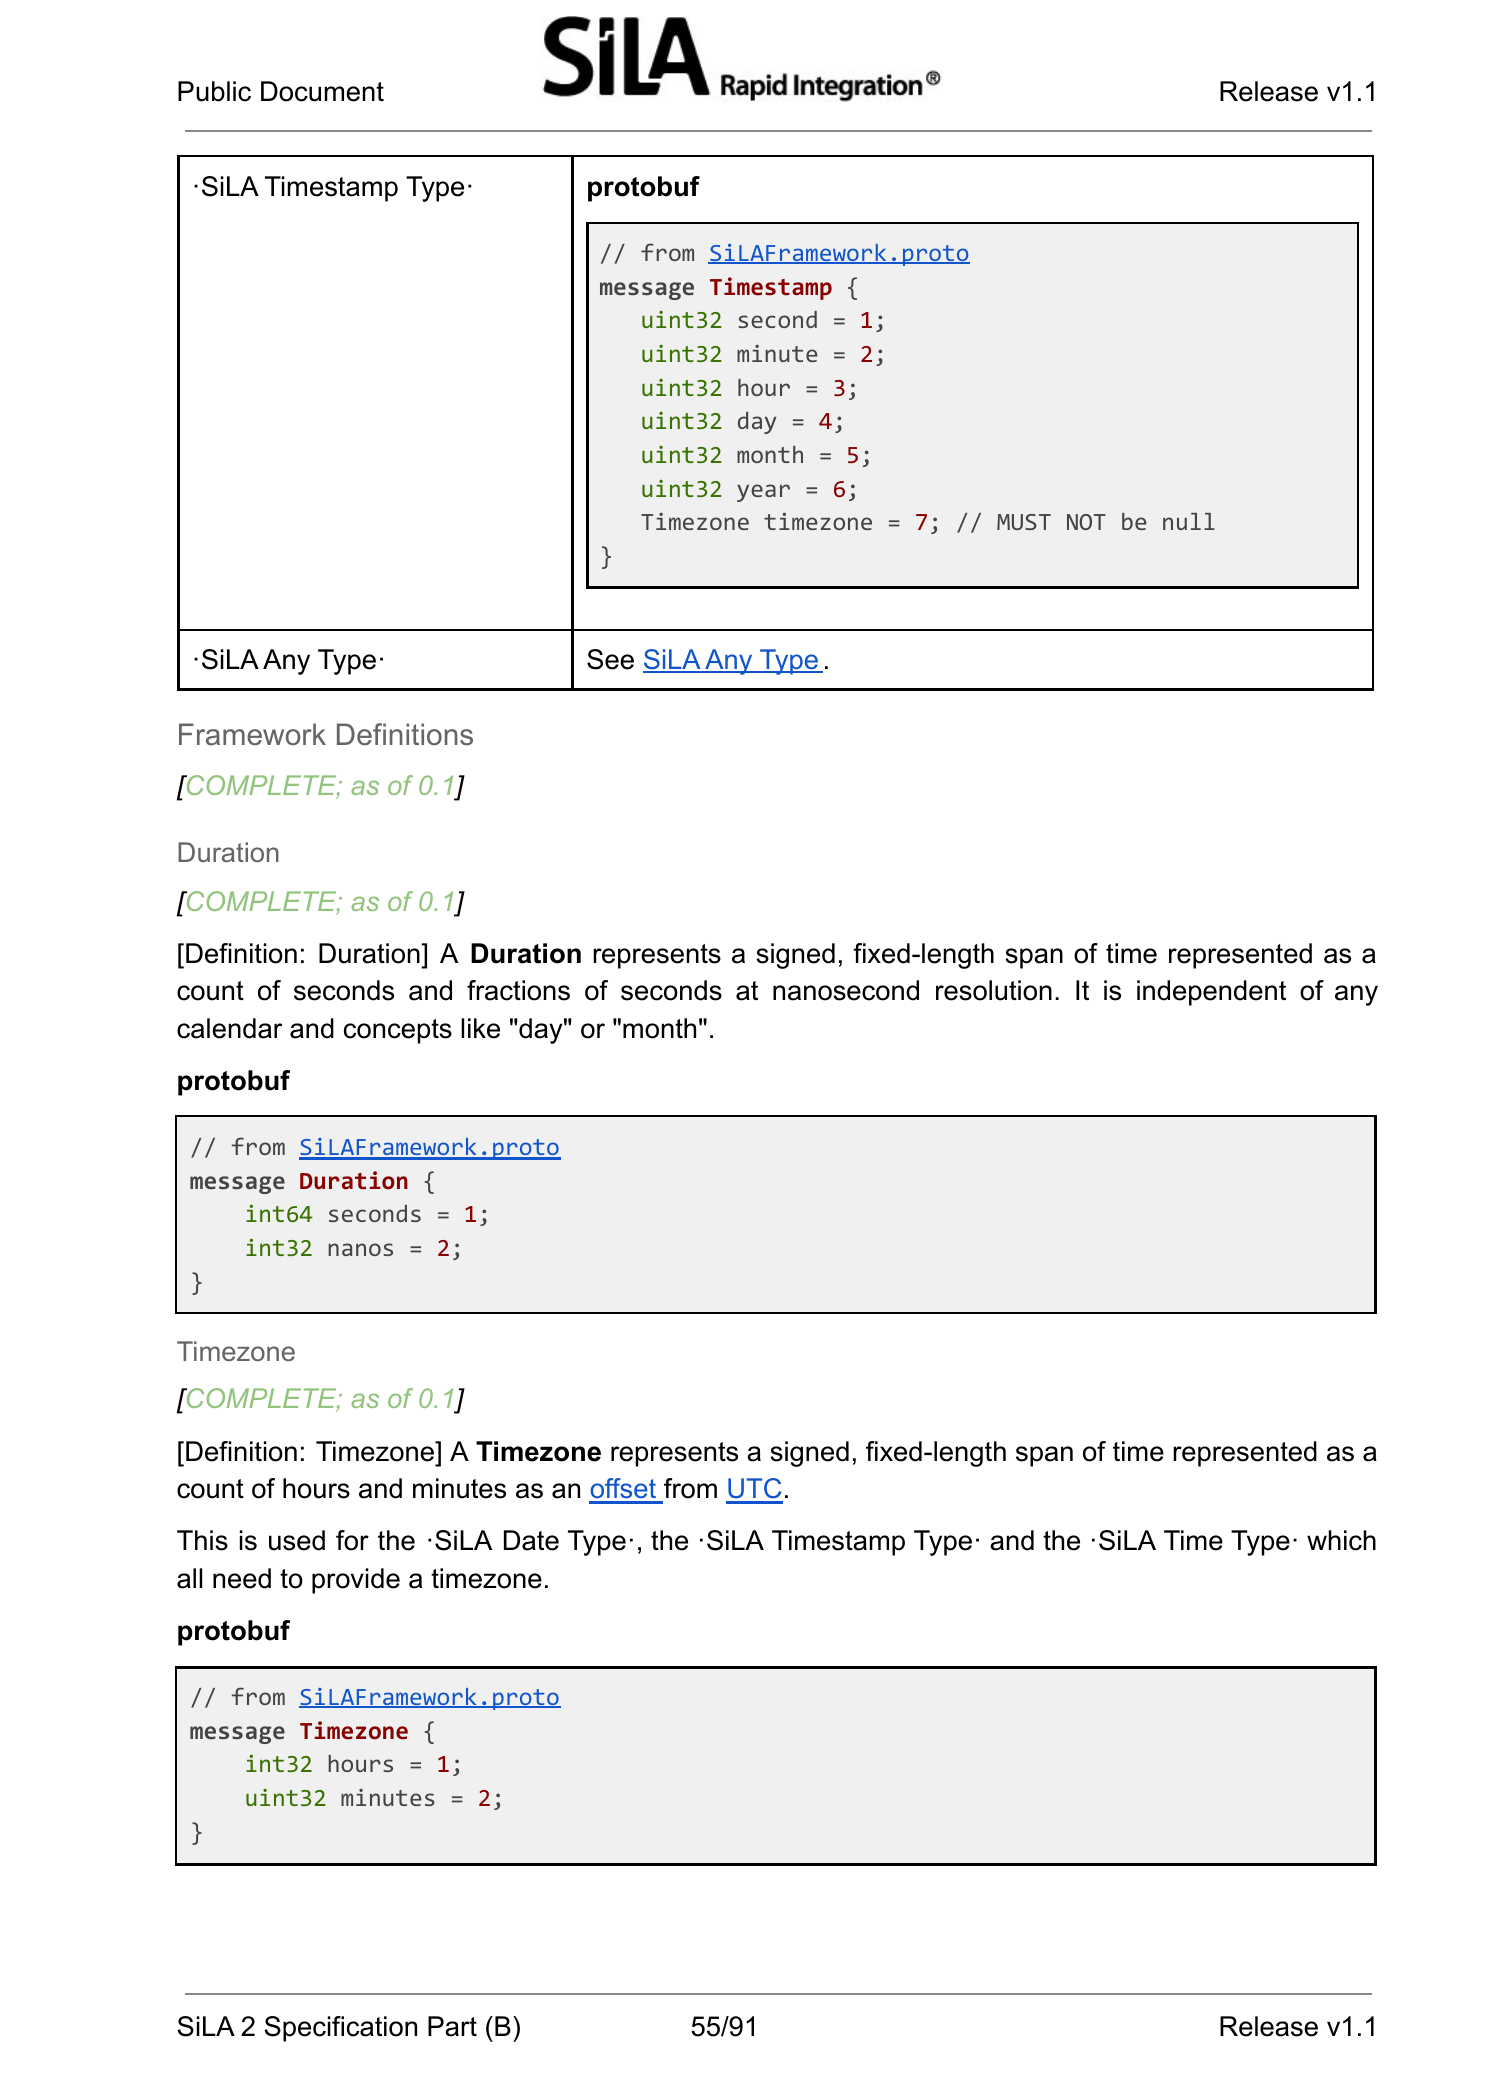 Public Document
SiLA Rapid Integration®
Release v1.1
·SiLA Timestamp Type·
protobuf
// from SiLAFramework.proto
message Timestamp {
   uint32 second = 1;
   uint32 minute = 2;
   uint32 hour = 3;
   uint32 day = 4;
   uint32 month = 5;
   uint32 year = 6;
   Timezone timezone = 7; // MUST NOT be null
}
·SiLA Any Type·
See SiLA Any Type .
Framework Definitions
[COMPLETE; as of 0.1]
Duration
[COMPLETE; as of 0.1]
[Definition: Duration] A Duration represents a signed, fixed-length span of time represented as a
count of seconds and fractions of seconds at nanosecond resolution. It is independent of any
calendar and concepts like "day" or "month".
protobuf
// from SiLAFramework.proto
message Duration {
    int64 seconds = 1;
    int32 nanos = 2;
}
Timezone
[COMPLETE; as of 0.1]
[Definition: Timezone] A Timezone represents a signed, fixed-length span of time represented as a
count of hours and minutes as an offset from UTC.
This is used for the ·SiLA Date Type·, the ·SiLA Timestamp Type· and the ·SiLA Time Type· which
all need to provide a timezone.
protobuf
// from SiLAFramework.proto
message Timezone {
    int32 hours = 1;
    uint32 minutes = 2;
}
SiLA 2 Specification Part (B)
55/91
Release v1.1